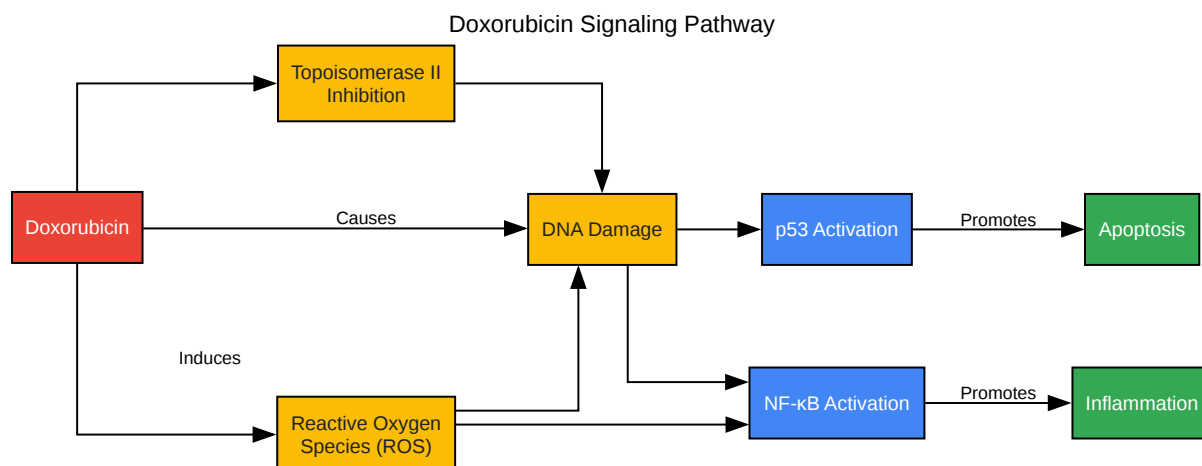 Doxorubicin Signaling Pathway
Topoisomerase II
Inhibition
Doxorubicin
Causes
DNA Damage
p53 Activation
Promotes
Apoptosis
Induces
Reactive Oxygen
Species (ROS)
NF-κB Activation
Promotes
Inflammation